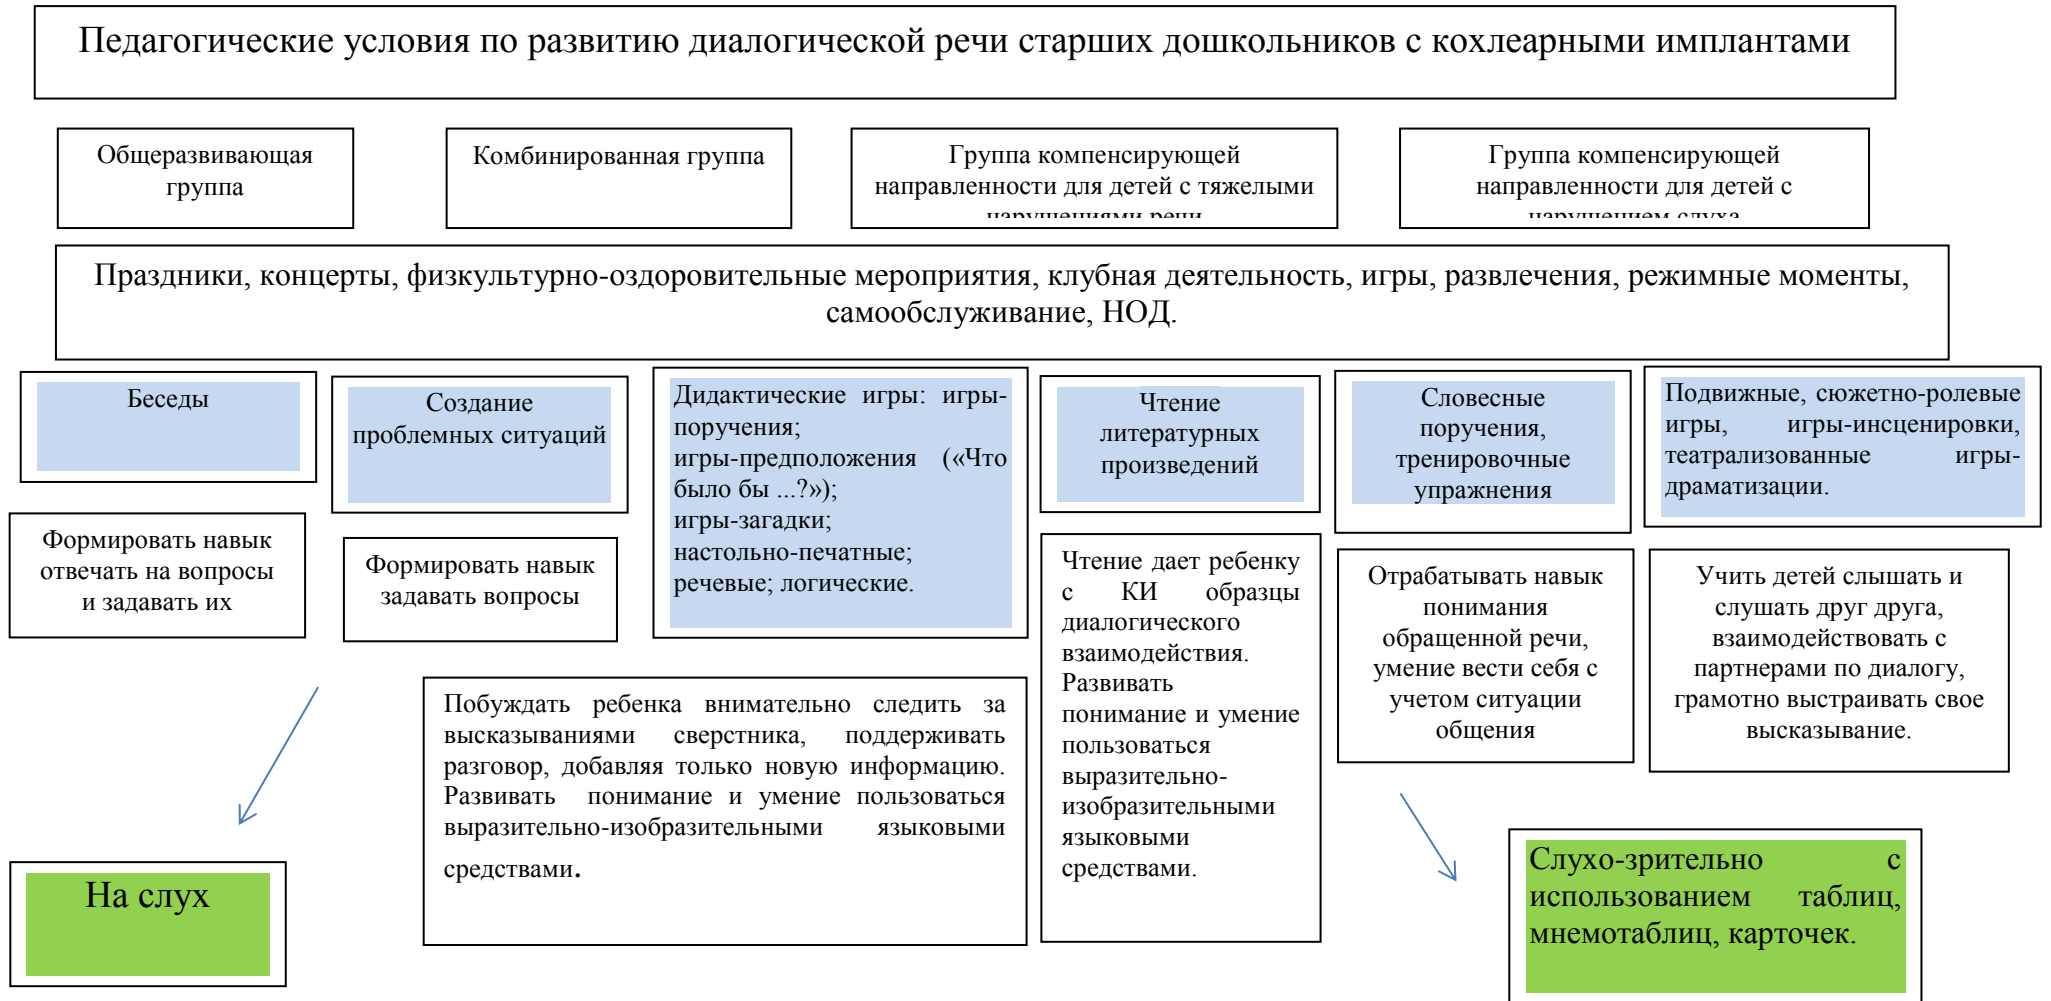 Педагогические условия по развитию диалогической речи старших дошкольников с кохлеарными имплантами
Общеразвивающая
группа
Комбинированная группа
Группа компенсирующей
направленности для детей с тяжелыми
нарушениями речи
Группа компенсирующей
направленности для детей с
нарушением слуха
Праздники, концерты, физкультурно-оздоровительные мероприятия, клубная деятельность, игры, развлечения, режимные моменты,
самообслуживание, НОД.
Беседы
Создание
проблемных ситуаций
Дидактические игры: игры-
поручения;
игры-предположения («Что
было бы ...?»);
игры-загадки;
настольно-печатные;
речевые; логические.
Чтение
литературных
произведений
Словесные
поручения,
тренировочные
упражнения
Подвижные, сюжетно-ролевые
игры, игры-инсценировки,
театрализованные игры-
драматизации.
Формировать навык
отвечать на вопросы
и задавать их
Формировать навык
задавать вопросы
Побуждать ребенка внимательно следить за
высказываниями сверстника, поддерживать
разговор, добавляя только новую информацию.
Развивать понимание и умение пользоваться
выразительно-изобразительными языковыми
средствами.
Чтение дает ребенку
с КИ образцы
диалогического
взаимодействия.
Развивать
понимание и умение
пользоваться
выразительно-
изобразительными
языковыми
средствами.
Отрабатывать навык
понимания
обращенной речи,
умение вести себя с
учетом ситуации
общения
Учить детей слышать и
слушать друг друга,
взаимодействовать с
партнерами по диалогу,
грамотно выстраивать свое
высказывание.
На слух
Слухо-зрительно с
использованием таблиц,
мнемотаблиц, карточек.